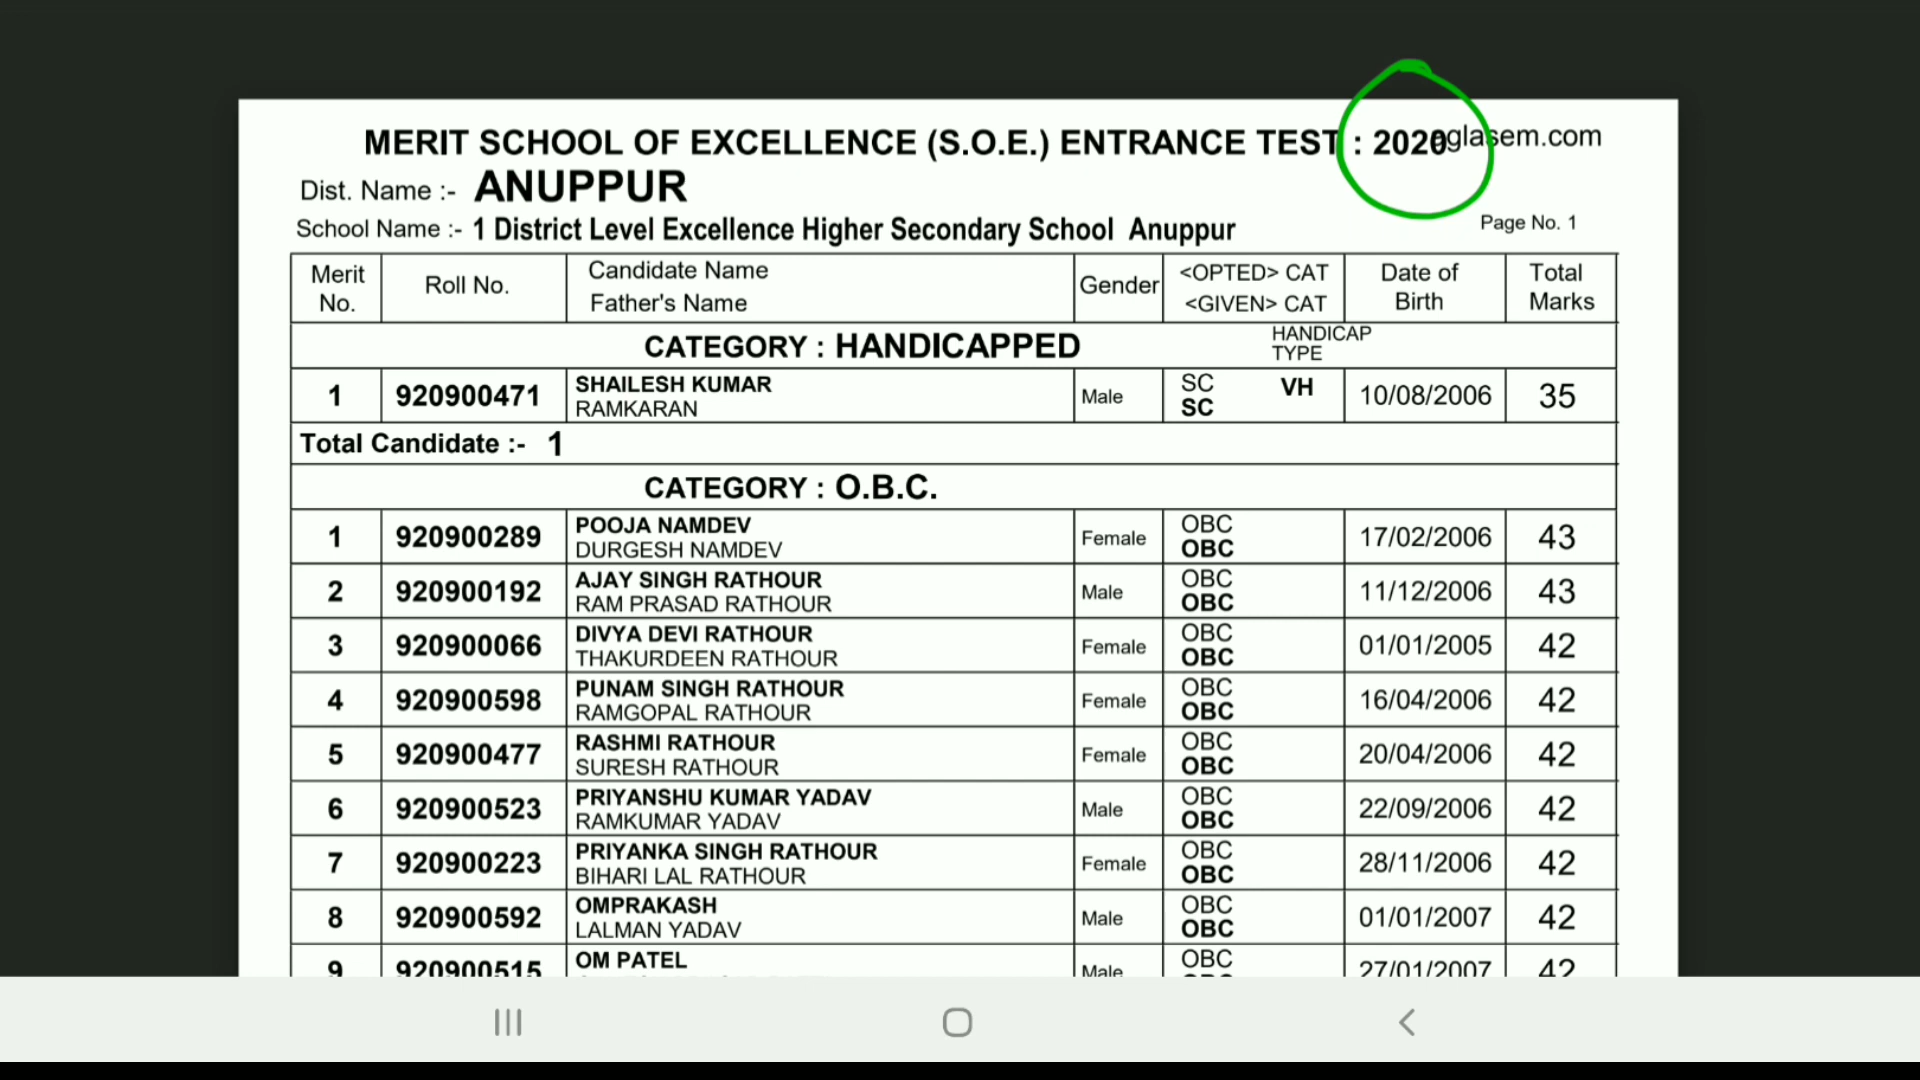 MERIT SCHOOL OF EXCELLENCE (S.O.E.) ENTRANCE TEST : 2020
aglasem.com
Dist. Name :- ANUPPUR
School Name :- 1 District Level Excellence Higher Secondary School Anuppur
Page No. 1
Merit No. Roll No. Candidate Name Father's Name Gender <OPTED> CAT <GIVEN> CAT Date of Birth Total Marks
CATEGORY : HANDICAPPED HANDICAP TYPE
1 920900471 SHAILESH KUMAR RAMKARAN Male SC SC VH 10/08/2006 35
Total Candidate :- 1
CATEGORY : O.B.C.
1 920900289 POOJA NAMDEV DURGESH NAMDEV Female OBC OBC 17/02/2006 43
2 920900192 AJAY SINGH RATHOUR RAM PRASAD RATHOUR Male OBC OBC 11/12/2006 43
3 920900066 DIVYA DEVI RATHOUR THAKURDEEN RATHOUR Female OBC OBC 01/01/2005 42
4 920900598 PUNAM SINGH RATHOUR RAMGOPAL RATHOUR Female OBC OBC 16/04/2006 42
5 920900477 RASHMI RATHOUR SURESH RATHOUR Female OBC OBC 20/04/2006 42
6 920900523 PRIYANSHU KUMAR YADAV RAMKUMAR YADAV Male OBC OBC 22/09/2006 42
7 920900223 PRIYANKA SINGH RATHOUR BIHARI LAL RATHOUR Female OBC OBC 28/11/2006 42
8 920900592 OMPRAKASH LALMAN YADAV Male OBC OBC 01/01/2007 42
9 920900515 OM PATEL Male OBC 27/01/2007 42